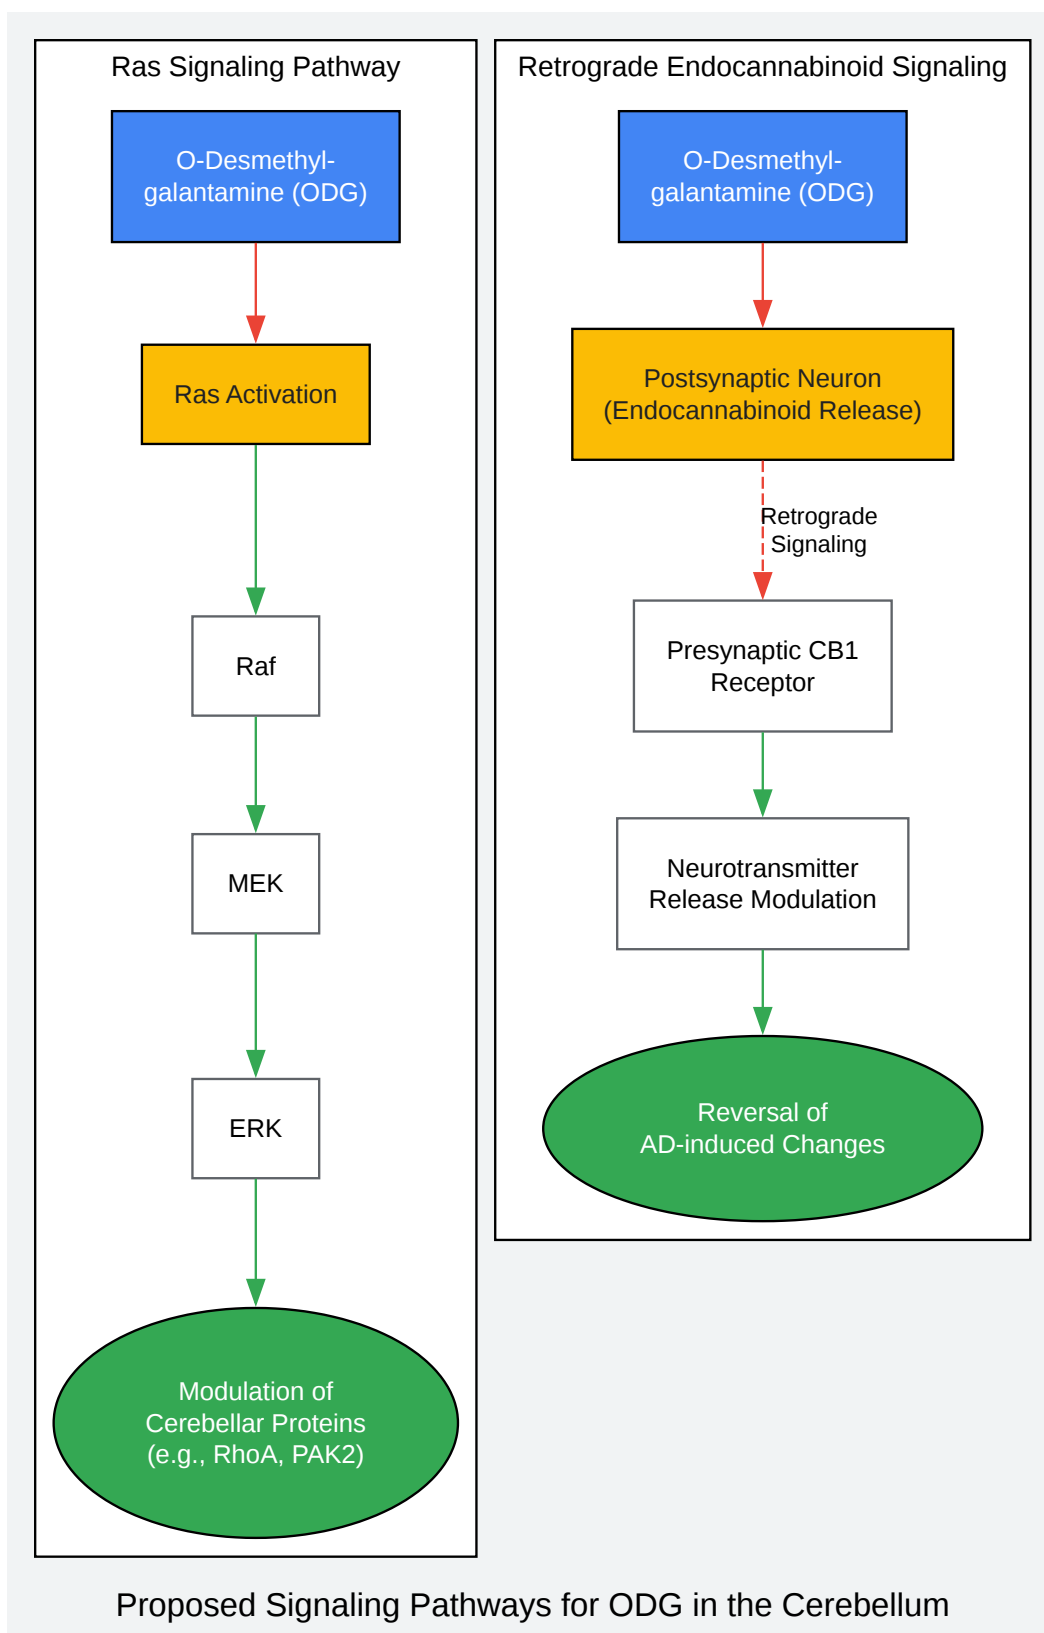 Ras Signaling Pathway
O-Desmethyl-
galantamine (ODG)
Ras Activation
Raf
MEK
ERK
Modulation of
Cerebellar Proteins
(e.g., RhoA, PAK2)
Retrograde Endocannabinoid Signaling
O-Desmethyl-
galantamine (ODG)
Postsynaptic Neuron
(Endocannabinoid Release)
Retrograde
Signaling
Presynaptic CB1
Receptor
Neurotransmitter
Release Modulation
Reversal of
AD-induced Changes
Proposed Signaling Pathways for ODG in the Cerebellum